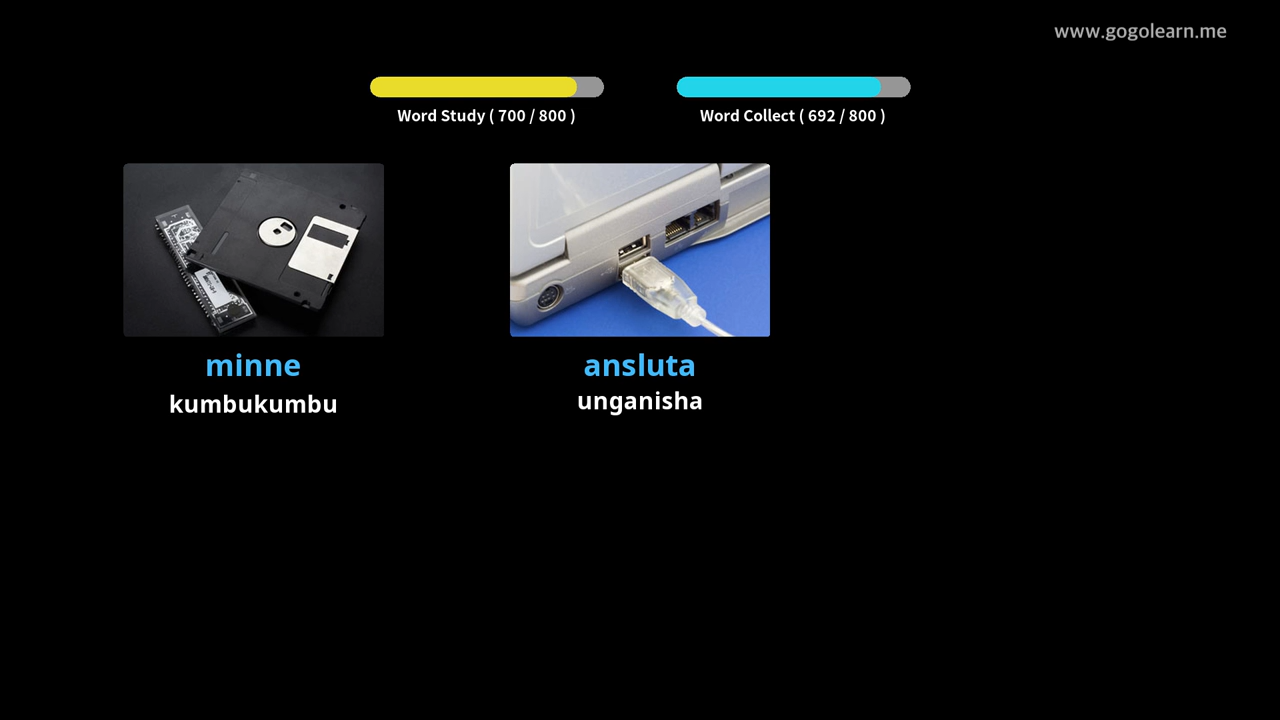 www.gogolearn.me
Word Study ( 700 / 800 )
Word Collect ( 692 / 800 )
minne
kumbukumbu
ansluta
unganisha